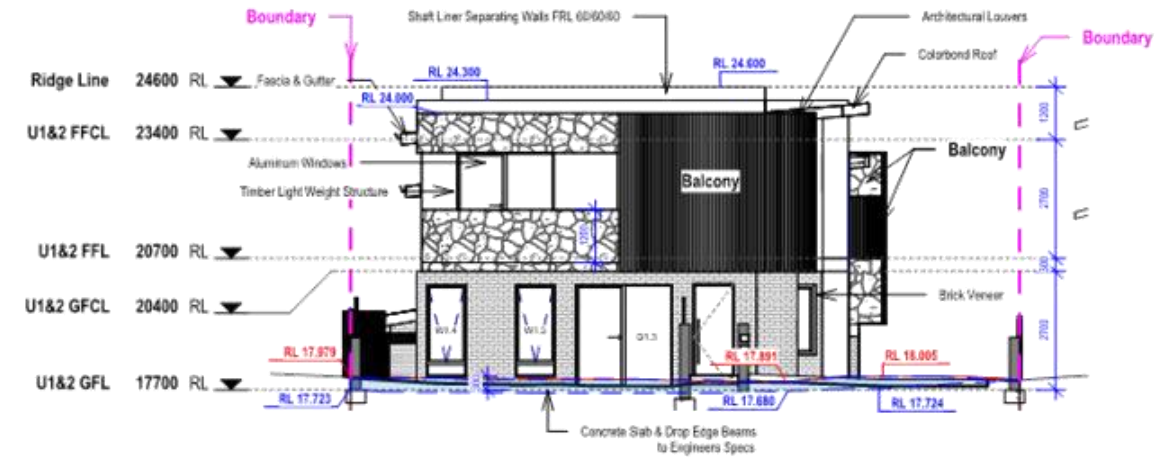 Boundary
Shaft Liner Separating Walls FRL 60/60/60
Architectural Louvers
Boundary
Colorbond Roof
Ridge Line 24600 RL
Fascia & Gutter
RL 24.300
RL 24.600
RL 24.000
1200
U1&2 FFCL 23400 RL
Aluminum Windows
Balcony
Balcony
Timber Light Weight Structure
2700
1200
U1&2 FFL 20700 RL
300
U1&2 GFCL 20400 RL
Brick Veneer
W1.4
D1.3
2700
RL 17.979
RL 17.891
RL 18.005
U1&2 GFL 17700 RL
RL 17.723
RL 17.680
RL 17.724
Concrete Slab & Drop Edge Beams
to Engineers Specs